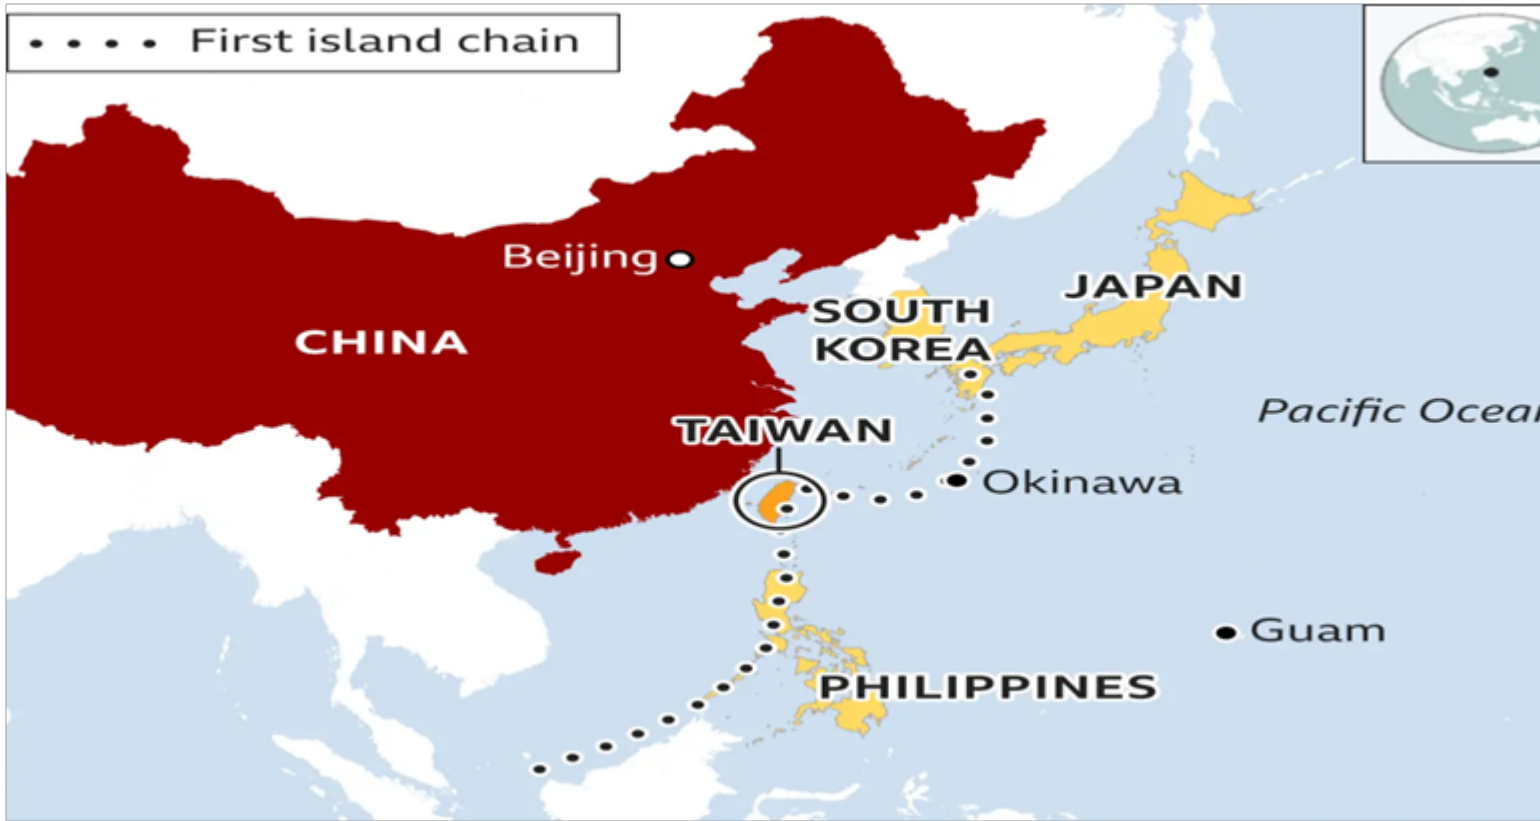 First island chain
Beijing
CHINA
SOUTH
KOREA
JAPAN
TAIWAN
Pacific Ocean
Okinawa
Guam
PHILIPPINES